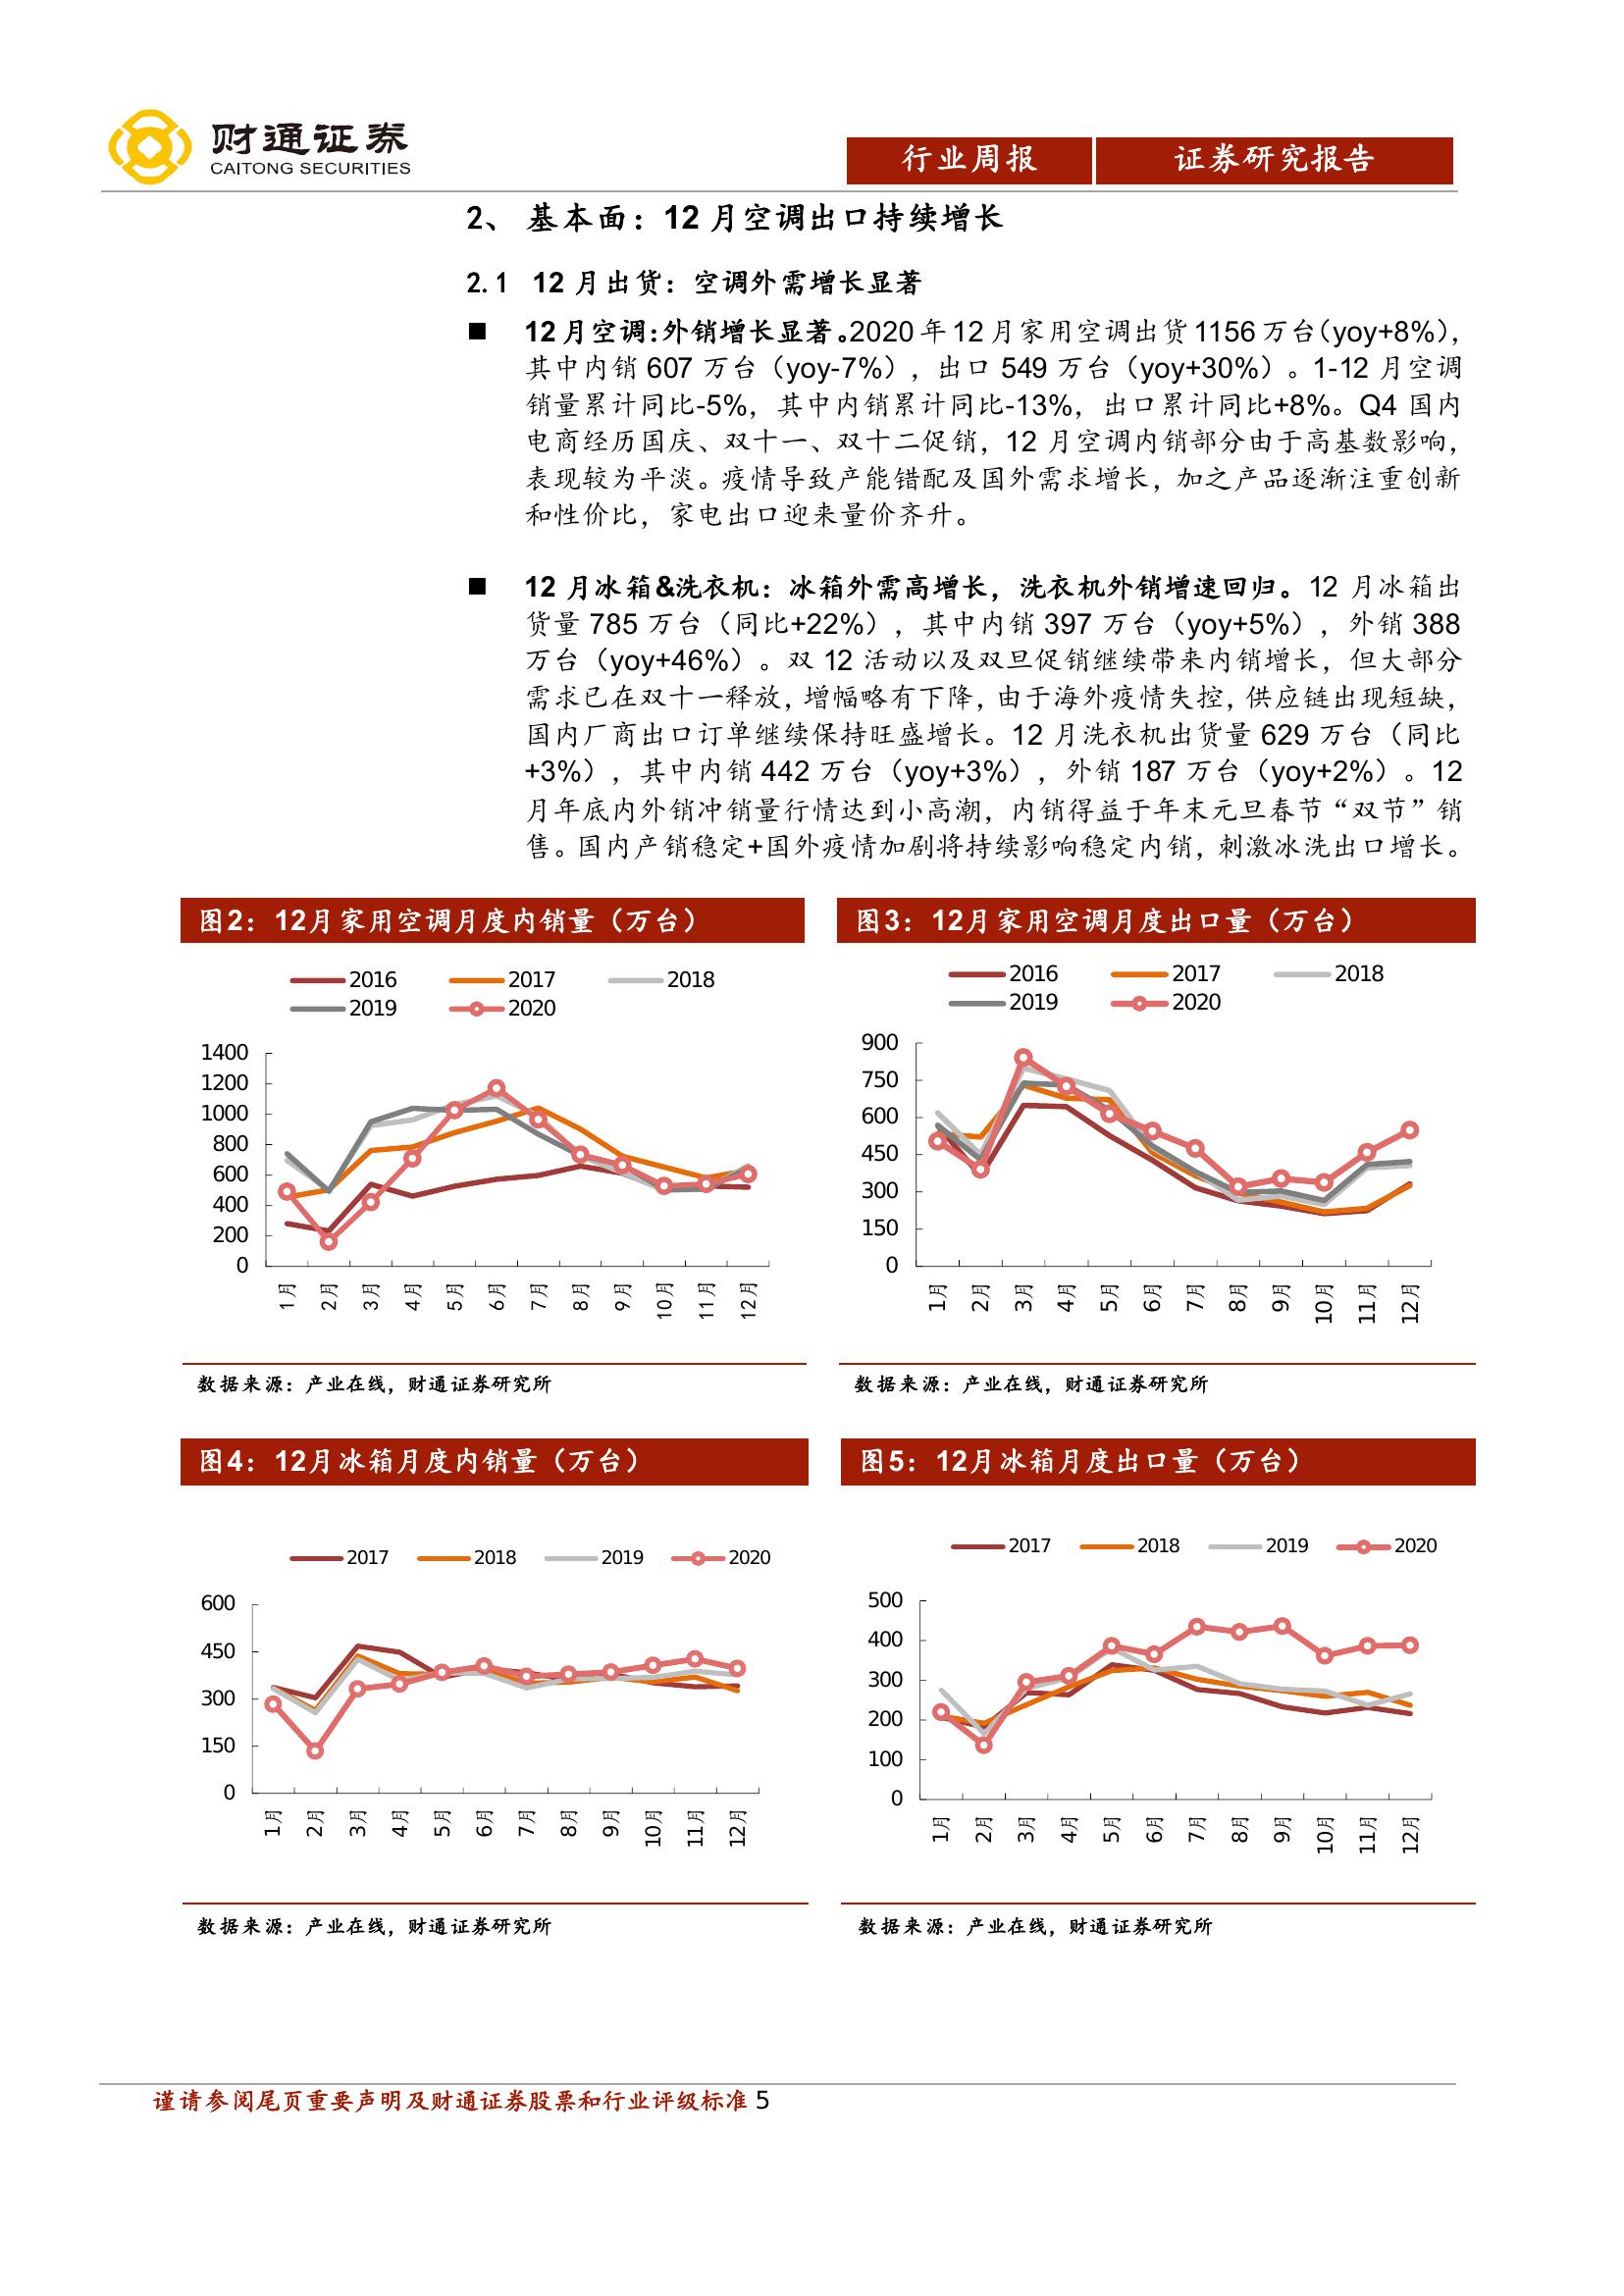 财通证券
CAITONG SECURITIES
行业周报
证券研究报告
2、 基本面：12 月空调出口持续增长
2.1 12 月出货：空调外需增长显著
■ 12 月空调：外销增长显著。2020 年 12 月家用空调出货 1156 万台（yoy+8%），
其中内销 607 万台（yoy-7%），出口 549 万台（yoy+30%）。1-12 月空调
销量累计同比-5%，其中内销累计同比-13%，出口累计同比+8%。Q4 国内
电商经历国庆、双十一、双十二促销，12 月空调内销部分由于高基数影响，
表现较为平淡。疫情导致产能错配及国外需求增长，加之产品逐渐注重创新
和性价比，家电出口迎来量价齐升。
■ 12 月冰箱&洗衣机：冰箱外需高增长，洗衣机外销增速回归。12 月冰箱出
货量 785 万台（同比+22%），其中内销 397 万台（yoy+5%），外销 388
万台（yoy+46%）。双 12 活动以及双旦促销继续带来内销增长，但大部分
需求已在双十一释放，增幅略有下降，由于海外疫情失控，供应链出现短缺，
国内厂商出口订单继续保持旺盛增长。12 月洗衣机出货量 629 万台（同比
+3%），其中内销 442 万台（yoy+3%），外销 187 万台（yoy+2%）。12
月年底内外销冲销量行情达到小高潮，内销得益于年末元旦春节“双节”销
售。国内产销稳定+国外疫情加剧将持续影响稳定内销，刺激冰洗出口增长。
图2：12月家用空调月度内销量（万台）
2016 2017 2018
2019 2020
1400
1200
1000
800
600
400
200
0
1月 2月 3月 4月 5月 6月 7月 8月 9月 10月 11月 12月
数据来源：产业在线，财通证券研究所
图3：12月家用空调月度出口量（万台）
2016 2017 2018
2019 2020
900
750
600
450
300
150
0
1月 2月 3月 4月 5月 6月 7月 8月 9月 10月 11月 12月
数据来源：产业在线，财通证券研究所
图4：12月冰箱月度内销量（万台）
2017 2018 2019 2020
600
450
300
150
0
1月 2月 3月 4月 5月 6月 7月 8月 9月 10月 11月 12月
数据来源：产业在线，财通证券研究所
图5：12月冰箱月度出口量（万台）
2017 2018 2019 2020
500
400
300
200
100
0
1月 2月 3月 4月 5月 6月 7月 8月 9月 10月 11月 12月
数据来源：产业在线，财通证券研究所
谨请参阅尾页重要声明及财通证券股票和行业评级标准 5